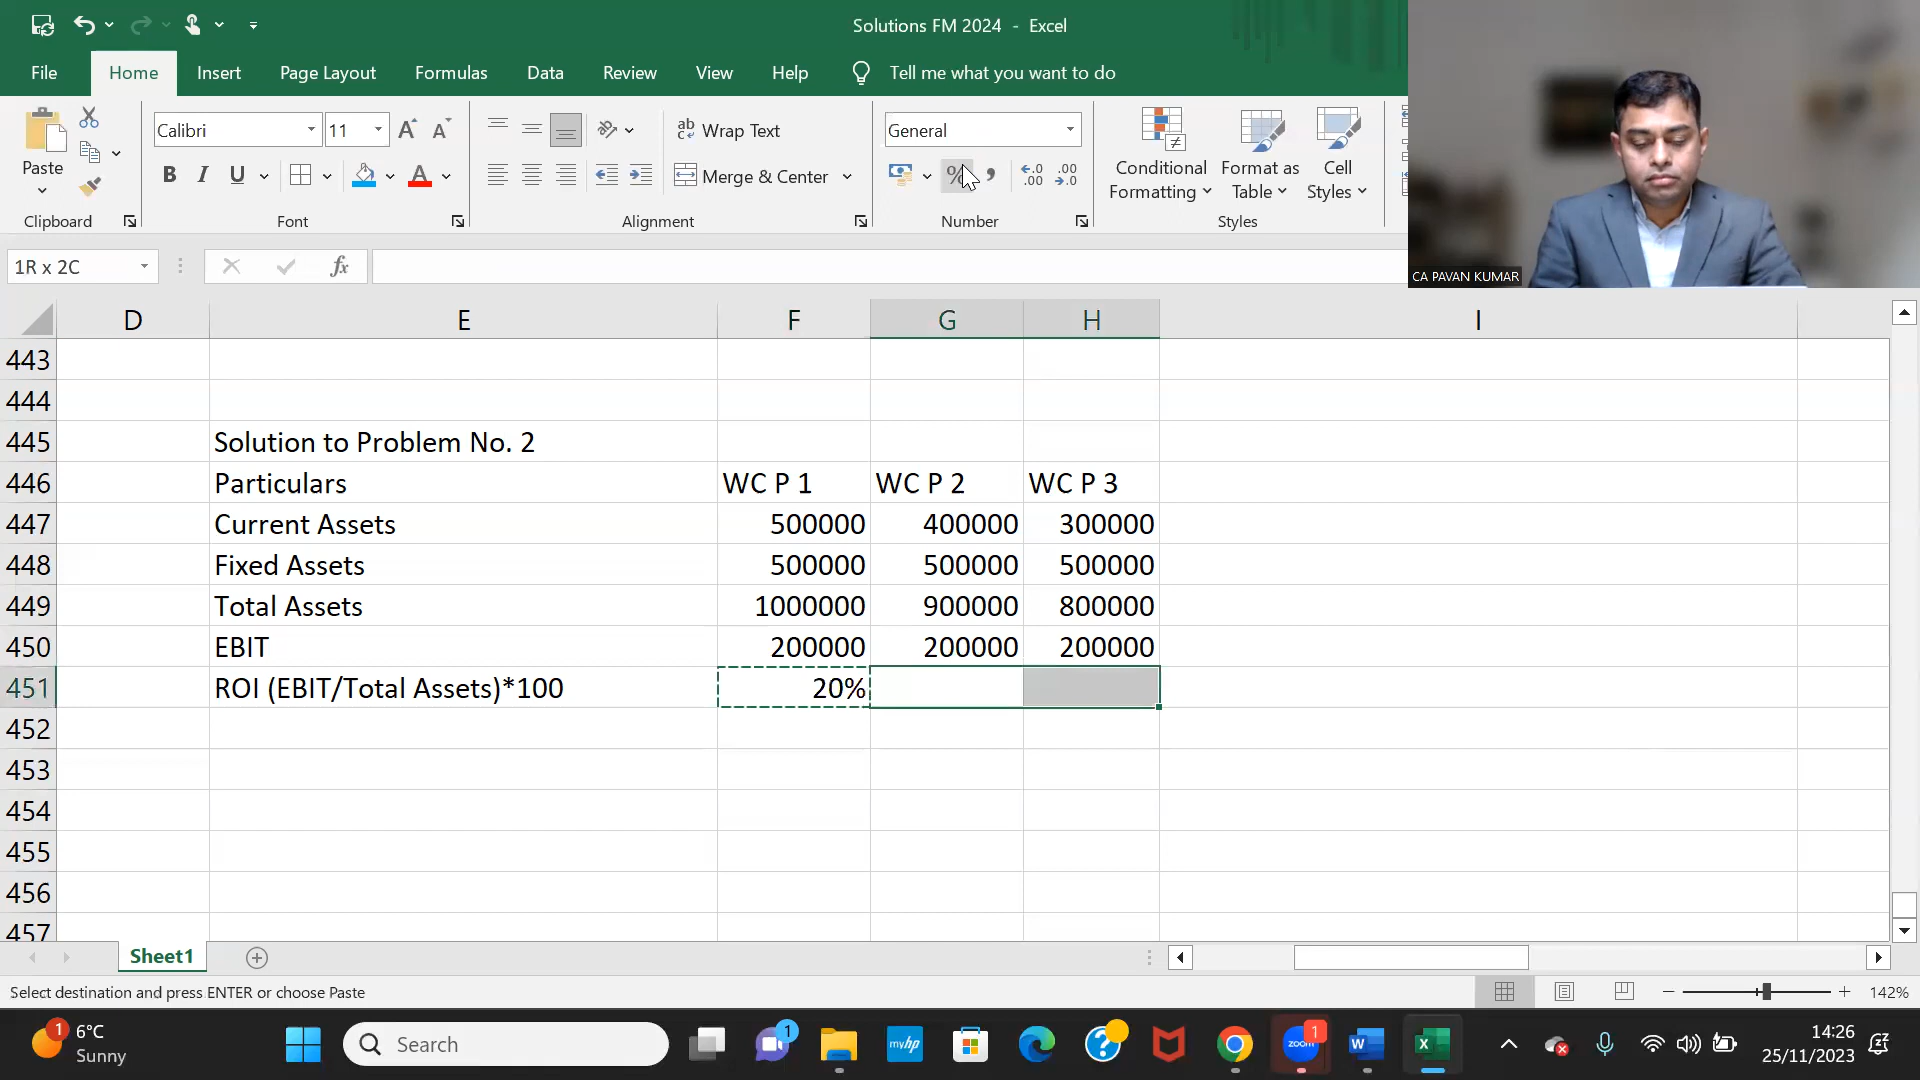 Solutions FM 2024 - Excel
File Home Insert Page Layout Formulas Data Review View Help Tell me what you want to do
Calibri 11
Wrap Text
General
Paste
Merge & Center
% 
Conditional Formatting
Format as Table
Cell Styles
Clipboard Font Alignment Number Styles
CA PAVAN KUMAR
1R x 2C
fx
D E F G H I
443
444
445 Solution to Problem No. 2
446 Particulars WC P 1 WC P 2 WC P 3
447 Current Assets 500000 400000 300000
448 Fixed Assets 500000 500000 500000
449 Total Assets 1000000 900000 800000
450 EBIT 200000 200000 200000
451 ROI (EBIT/Total Assets)*100 20%
452
453
454
455
456
457
Sheet1
Select destination and press ENTER or choose Paste
142%
1 6°C
Sunny
Search
1
myhp
zoom
1
14:26
25/11/2023